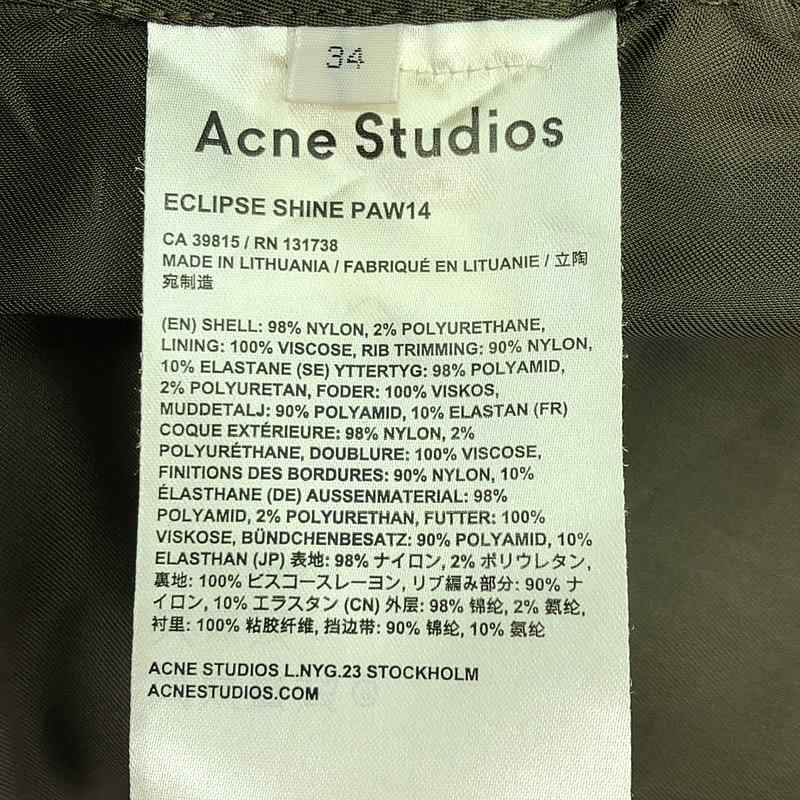 34
Acne Studios
ECLIPSE SHINE PAW14
CA 39815 / RN 131738
MADE IN LITHUANIA / FABRIQUÉ EN LITUANIE / 立陶
宛制造
(EN) SHELL: 98% NYLON, 2% POLYURETHANE,
LINING: 100% VISCOSE, RIB TRIMMING: 90% NYLON,
10% ELASTANE (SE) YTTERTYG: 98% POLYAMID,
2% POLYURETAN, FODER: 100% VISKOS,
MUDDETALJ: 90% POLYAMID, 10% ELASTAN (FR)
COQUE EXTÉRIEURE: 98% NYLON, 2%
POLYURÉTHANE, DOUBLURE: 100% VISCOSE,
FINITIONS DES BORDURES: 90% NYLON, 10%
ÉLASTHANE (DE) AUSSENMATERIAL: 98%
POLYAMID, 2% POLYURETHAN, FUTTER: 100%
VISKOSE, BÜNDCHENBESATZ: 90% POLYAMID, 10%
ELASTHAN (JP) 表地: 98% ナイロン, 2% ポリウレタン,
裏地: 100% ビスコースレーヨン, リブ編み部分: 90% ナ
イロン, 10% エラスタン (CN) 外层: 98% 锦纶, 2% 氨纶,
衬里: 100% 粘胶纤维, 挡边带: 90% 锦纶, 10% 氨纶
ACNE STUDIOS L.NYG.23 STOCKHOLM
ACNESTUDIOS.COM